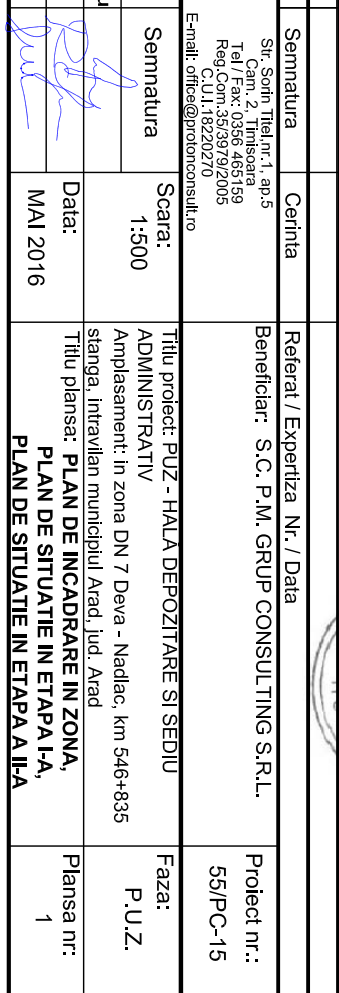 Semnatura
Cerinta
Referat / Expertiza Nr. / Data
Str. Sorin Titel,nr.1, ap.5
Cam. 2, Timisoara
Tel / Fax: 0356 465159
Reg.Com.35/3979/2005
C.U.I.18220270
E-mail: office@protonconsult.ro
Beneficiar: S.C. P.M. GRUP CONSULTING S.R.L.
Proiect nr.:
55/PC-15
Semnatura
Scara:
1:500
Titlu proiect: PUZ - HALĂ DEPOZITARE SI SEDIU
ADMINISTRATIV
Amplasament: in zona DN 7 Deva - Nadlac, km 546+835
stanga, intravilan municipiul Arad, jud. Arad
Faza:
P.U.Z.
Data:
MAI 2016
Titlu plansa: PLAN DE INCADRARE IN ZONA,
PLAN DE SITUATIE IN ETAPA I-A,
PLAN DE SITUATIE IN ETAPA A II-A
Plansa nr:
1